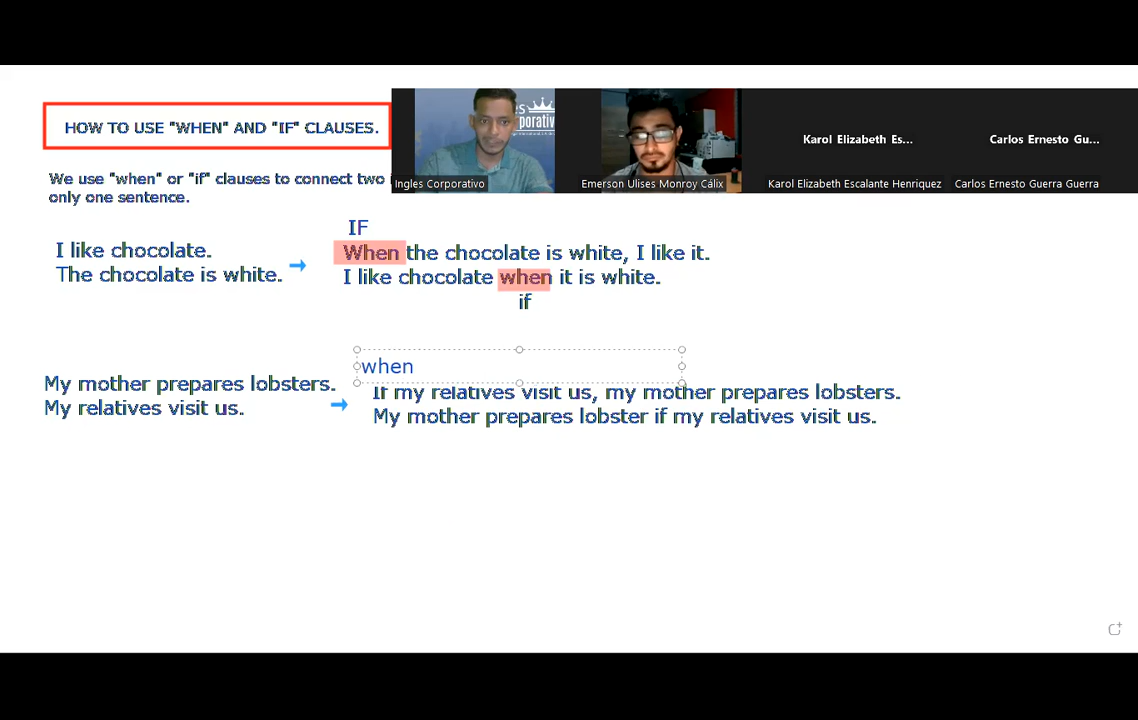 HOW TO USE "WHEN" AND "IF" CLAUSES.
Ingles Corporativo
Emerson Ulises Monroy Cálix
Karol Elizabeth Es...
Karol Elizabeth Escalante Henriquez
Carlos Ernesto Gu...
Carlos Ernesto Guerra Guerra
We use "when" or "if" clauses to connect two
only one sentence.
I like chocolate.
The chocolate is white.
IF
When the chocolate is white, I like it.
I like chocolate when it is white.
if
when
My mother prepares lobsters.
My relatives visit us.
If my relatives visit us, my mother prepares lobsters.
My mother prepares lobster if my relatives visit us.